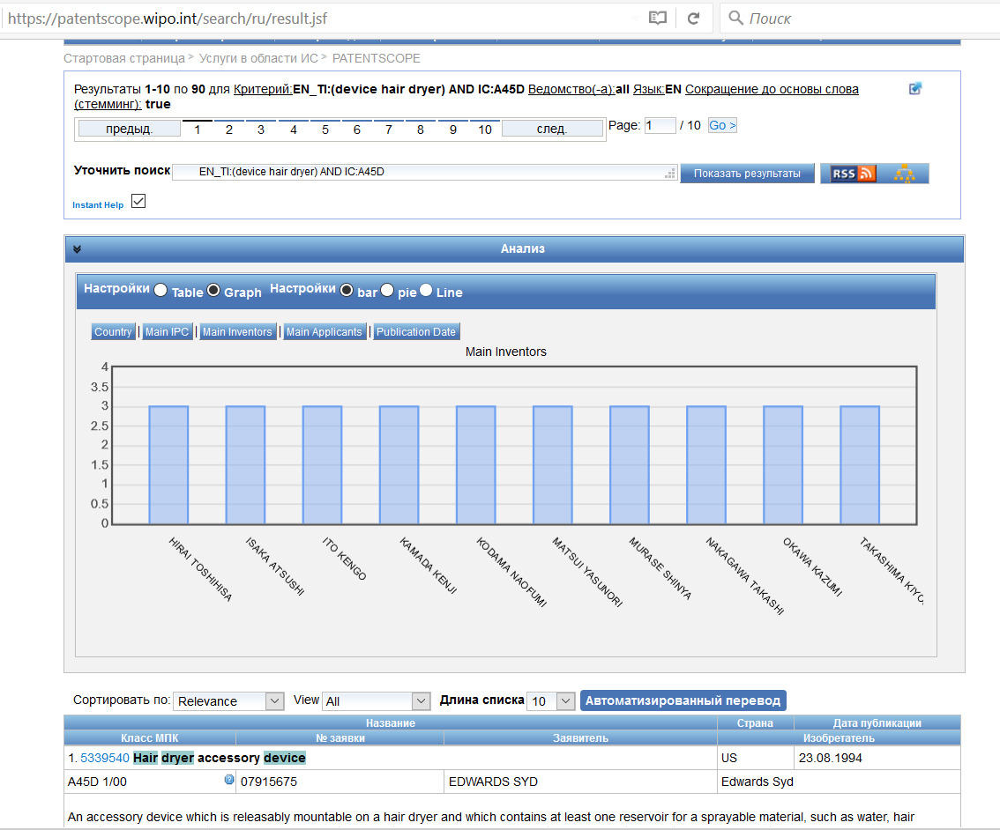 https://patentscope.wipo.int/search/ru/result.jsf
Поиск
Стартовая страница > Услуги в области ИС > PATENTSCOPE
Результаты 1-10 по 90 для Критерий:EN_TI:(device hair dryer) AND IC:A45D Ведомство(-а):all Язык:EN Сокращение до основы слова
(стемминг): true
предыд. 1 2 3 4 5 6 7 8 9 10 след. Page: 1 / 10 Go >
Уточнить поиск EN_TI:(device hair dryer) AND IC:A45D Показать результаты RSS
Instant Help
Анализ
Настройки Table Graph Настройки bar pie Line
Country | Main IPC | Main Inventors | Main Applicants | Publication Date
Main Inventors
4
3.5
3
2.5
2
1.5
1
0.5
0
HIRAI TOSHIHISA
ISAKA ATSUSHI
ITO KENGO
KAMADA KENJI
KODAMA NAOFUMI
MATSUI YASUNORI
MURASE SHINYA
NAKAGAWA TAKASHI
OKAWA KAZUMI
TAKASHIMA
Сортировать по: Relevance View All Длина списка 10 Автоматизированный перевод
Название Страна Дата публикации
Класс МПК № заявки Заявитель Изобретатель
1. 5339540 Hair dryer accessory device US 23.08.1994
A45D 1/00 07915675 EDWARDS SYD Edwards Syd
An accessory device which is releasably mountable on a hair dryer and which contains at least one reservoir for a sprayable material, such as water, hair